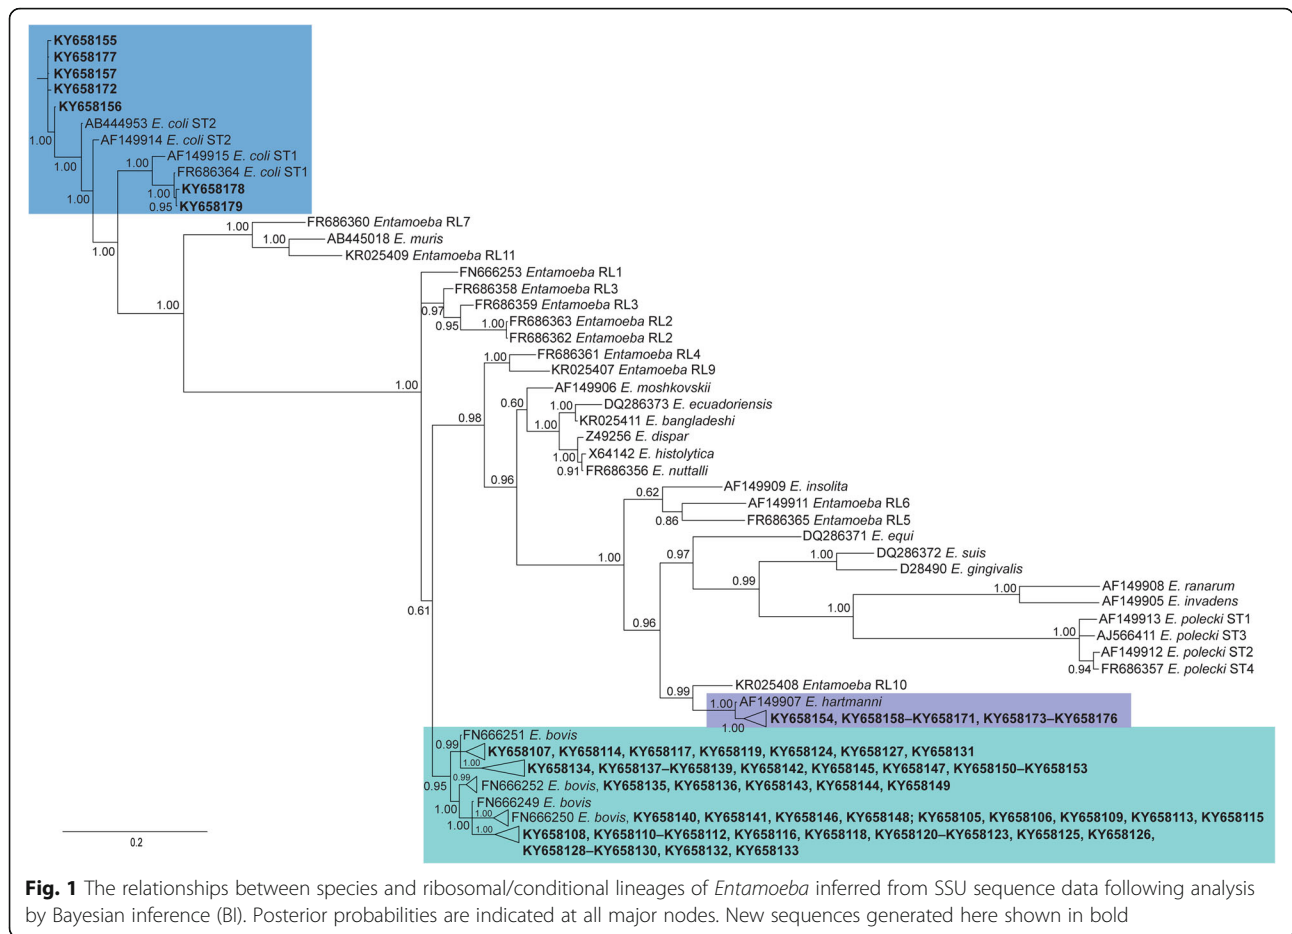 KY658155
KY658177
KY658157
KY658172
KY658156
1.00
AB444953 E. coli ST2
AF149914 E. coli ST2
1.00
AF149915 E. coli ST1
1.00
FR686364 E. coli ST1
1.00
KY658178
1.00
0.95
KY658179
1.00
FR686360 Entamoeba RL7
1.00
AB445018 E. muris
1.00
KR025409 Entamoeba RL11
1.00
FN666253 Entamoeba RL1
FR686358 Entamoeba RL3
0.97
FR686359 Entamoeba RL3
0.95
1.00
FR686363 Entamoeba RL2
FR686362 Entamoeba RL2
1.00
FR686361 Entamoeba RL4
1.00
KR025407 Entamoeba RL9
AF149906 E. moshkovskii
0.60
DQ286373 E. ecuadoriensis
1.00
0.98
KR025411 E. bangladeshi
1.00
Z49256 E. dispar
X64142 E. histolytica
1.00
0.91
FR686356 E. nuttalli
0.96
AF149909 E. insolita
0.62
AF149911 Entamoeba RL6
0.86
FR686365 Entamoeba RL5
DQ286371 E. equi
1.00
0.97
DQ286372 E. suis
1.00
D28490 E. gingivalis
0.99
AF149908 E. ranarum
1.00
AF149905 E. invadens
0.61
1.00
AF149913 E. polecki ST1
0.96
1.00
AJ566411 E. polecki ST3
AF149912 E. polecki ST2
0.94
FR686357 E. polecki ST4
KR025408 Entamoeba RL10
0.99
1.00
AF149907 E. hartmanni
KY658154, KY658158–KY658171, KY658173–KY658176
1.00
FN666251 E. bovis
0.99
KY658107, KY658114, KY658117, KY658119, KY658124, KY658127, KY658131
1.00
KY658134, KY658137–KY658139, KY658142, KY658145, KY658147, KY658150–KY658153
0.95
0.99
FN666252 E. bovis, KY658135, KY658136, KY658143, KY658144, KY658149
FN666249 E. bovis
1.00
1.00
FN666250 E. bovis, KY658140, KY658141, KY658146, KY658148; KY658105, KY658106, KY658109, KY658113, KY658115
1.00
1.00
KY658108, KY658110–KY658112, KY658116, KY658118, KY658120–KY658123, KY658125, KY658126,
KY658128–KY658130, KY658132, KY658133
0.2
Fig. 1 The relationships between species and ribosomal/conditional lineages of Entamoeba inferred from SSU sequence data following analysis
by Bayesian inference (BI). Posterior probabilities are indicated at all major nodes. New sequences generated here shown in bold